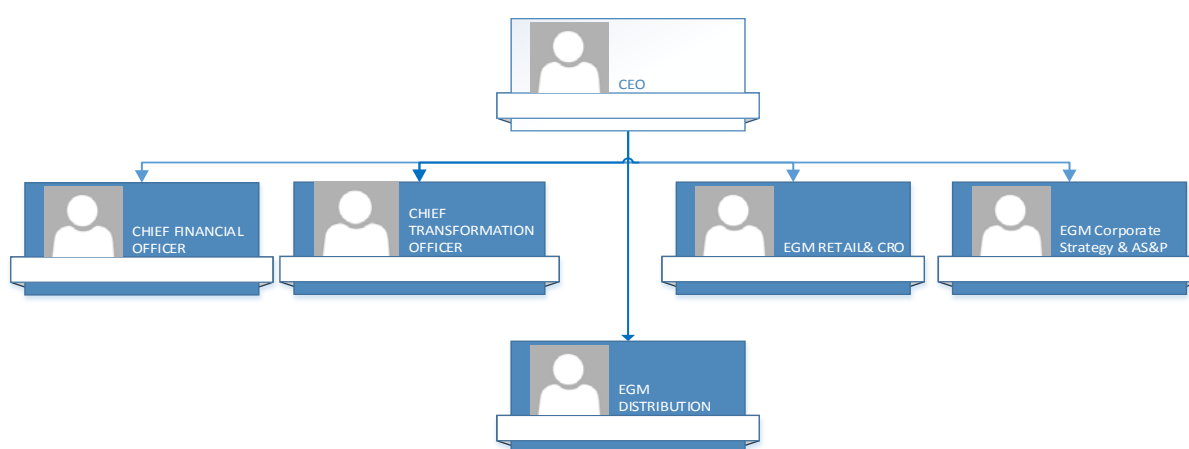 CEO
CHIEF FINANCIAL
OFFICER
CHIEF
TRANSFORMATION
OFFICER
EGM RETAIL& CRO
EGM Corporate
Strategy & AS&P
EGM
DISTRIBUTION